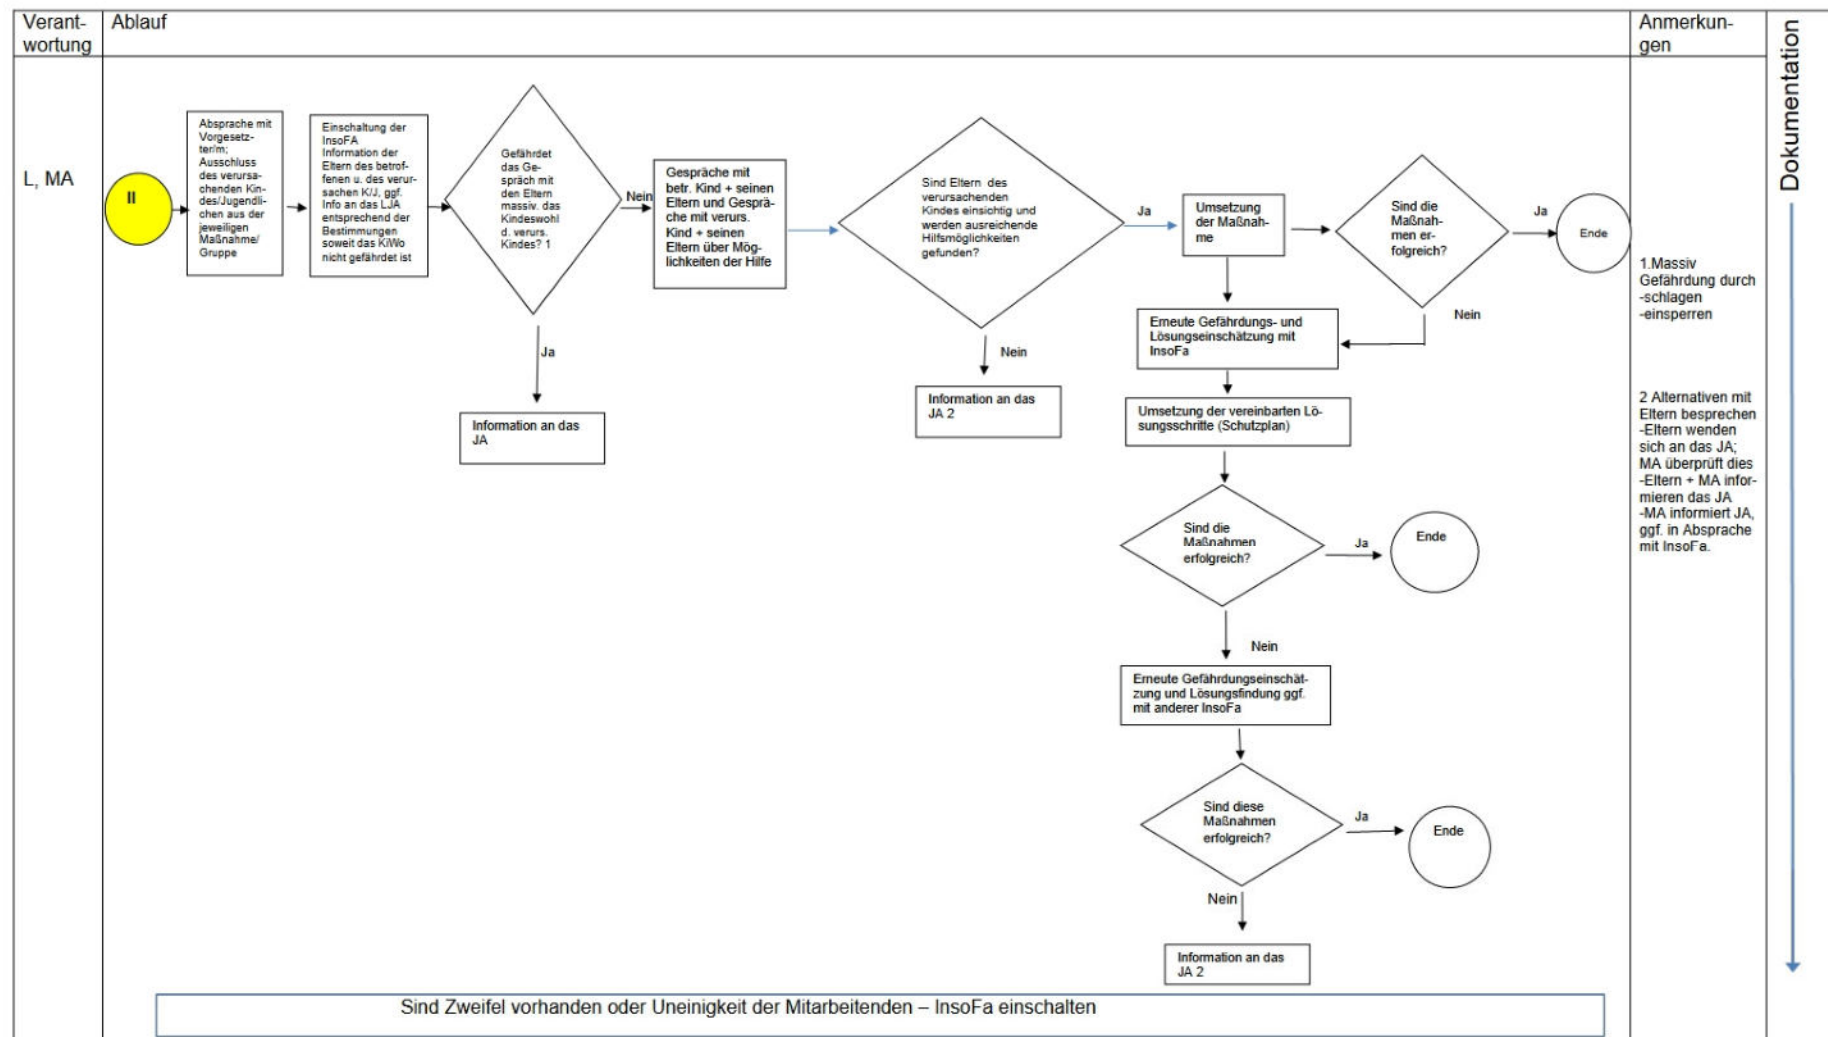 Verant-
wortung
Ablauf
Anmerkun-
gen
Dokumentation
L, MA
II
Absprache mit
Vorgesetz-
ter/m;
Ausschluss
des verursa-
chenden Kin-
des/Jugendli-
chen aus der
jeweiligen
Maßnahme/
Gruppe
Einschaltung der
InsoFA
Information der
Eltern des betrof-
fenen u. des verur-
sachen K/J, ggf.
Info an das LJA
entsprechend der
Bestimmungen
soweit das KiWo
nicht gefährdet ist
Gefährdet
das Ge-
spräch mit
den Eltern
massiv. das
Kindeswohl
d. verurs.
Kindes? 1
Nein
Ja
Information an das
JA
Gespräche mit
betr. Kind + seinen
Eltern und Gesprä-
che mit verurs.
Kind + seinen
Eltern über Mög-
lichkeiten der Hilfe
Sind Eltern des
verursachenden
Kindes einsichtig und
werden ausreichende
Hilfsmöglichkeiten
gefunden?
Ja
Nein
Information an das
JA 2
Umsetzung
der Maßnah-
me
Sind die
Maßnah-
men er-
folgreich?
Ja
Ende
Nein
Erneute Gefährdungs- und
Lösungseinschätzung mit
InsoFa
Umsetzung der vereinbarten Lö-
sungsschritte (Schutzplan)
Sind die
Maßnahmen
erfolgreich?
Ja
Ende
Nein
Erneute Gefährdungseinschät-
zung und Lösungsfindung ggf.
mit anderer InsoFa
Sind diese
Maßnahmen
erfolgreich?
Ja
Ende
Nein
Information an das
JA 2
1.Massiv
Gefährdung durch
-schlagen
-einsperren
2 Alternativen mit
Eltern besprechen
-Eltern wenden
sich an das JA;
MA überprüft dies
-Eltern + MA infor-
mieren das JA
-MA informiert JA,
ggf. in Absprache
mit InsoFa.
Sind Zweifel vorhanden oder Uneinigkeit der Mitarbeitenden – InsoFa einschalten